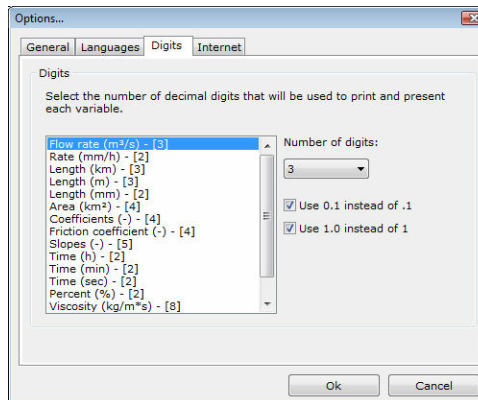 Options...
General Languages Digits Internet
Digits
Select the number of decimal digits that will be used to print and present
each variable.
Flow rate (m³/s) - [3]
Number of digits:
Rate (mm/h) - [2]
Length (km) - [3]
3
Length (m) - [3]
Length (mm) - [2]
Area (km²) - [4]
Use 0.1 instead of .1
Coefficients (-) - [4]
Friction coefficient (-) - [4]
Use 1.0 instead of 1
Slopes (-) - [5]
Time (h) - [2]
Time (min) - [2]
Time (sec) - [2]
Percent (%) - [2]
Viscosity (kg/m*s) - [8]
Ok Cancel